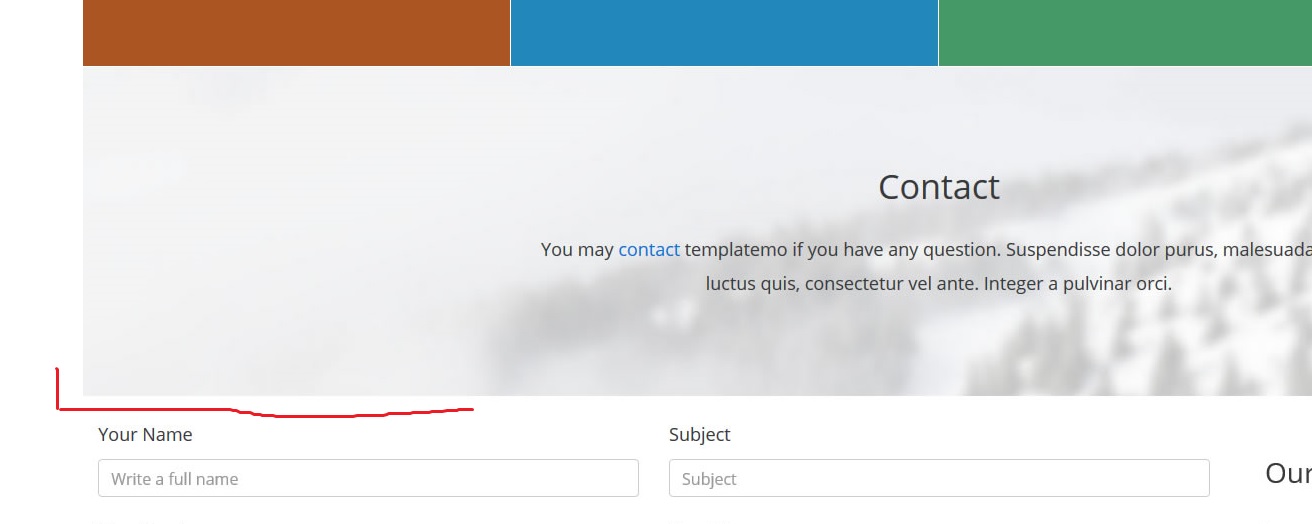 Contact
You may contact templatemo if you have any question. Suspendisse dolor purus, malesuada
luctus quis, consectetur vel ante. Integer a pulvinar orci.
Your Name
Subject
Write a full name
Subject
Our